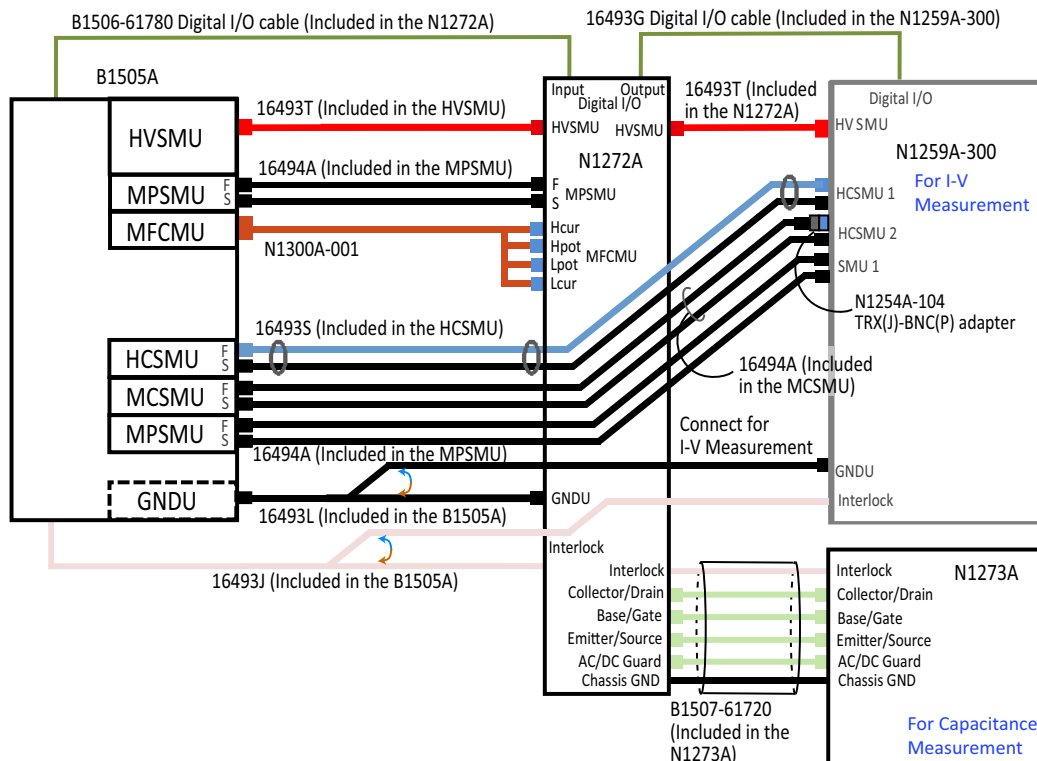 B1506-61780 Digital I/O cable (Included in the N1272A)
16493G Digital I/O cable (Included in the N1259A-300)
B1505A
HVSMU
MPSMU
F
S
MFCMU
HCSMU
F
S
MCSMU
F
S
MPSMU
F
S
GNDU
16493T (Included in the HVSMU)
16494A (Included in the MPSMU)
N1300A-001
16493S (Included in the HCSMU)
16494A (Included in the MPSMU)
16493L (Included in the B1505A)
16493J (Included in the B1505A)
Input
Output
Digital I/O
HVSMU
HVSMU
N1272A
F
S
MPSMU
Hcur
Hpot
Lpot
Lcur
MFCMU
GNDU
Interlock
Interlock
Collector/Drain
Base/Gate
Emitter/Source
AC/DC Guard
Chassis GND
16493T (Included
in the N1272A)
16494A (Included
in the MCSMU)
Connect for
I-V Measurement
B1507-61720
(Included in the
N1273A)
Digital I/O
HVSMU
N1259A-300
For I-V
Measurement
HCSMU 1
HCSMU 2
SMU 1
N1254A-104
TRX(J)-BNC(P) adapter
GNDU
Interlock
Interlock
N1273A
Collector/Drain
Base/Gate
Emitter/Source
AC/DC Guard
Chassis GND
For Capacitance
Measurement